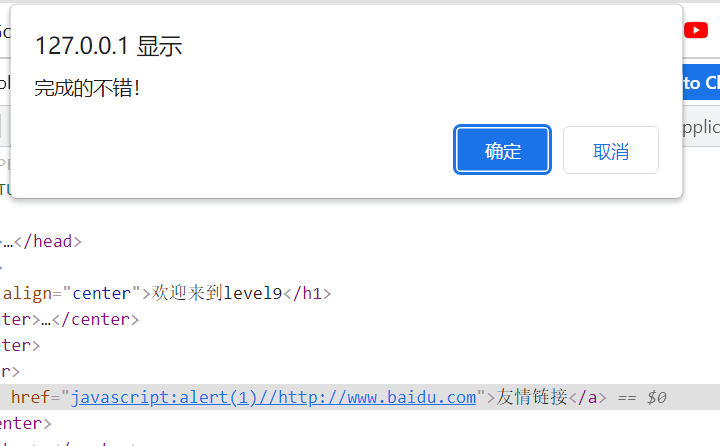 127.0.0.1 显示
完成的不错！
确定 取消
to Cl
…</head>
align="center">欢迎来到level9</h1>
nter>…</center>
nter>
er>
href="javascript:alert(1)//http://www.baidu.com">友情链接</a> == $0
enter>